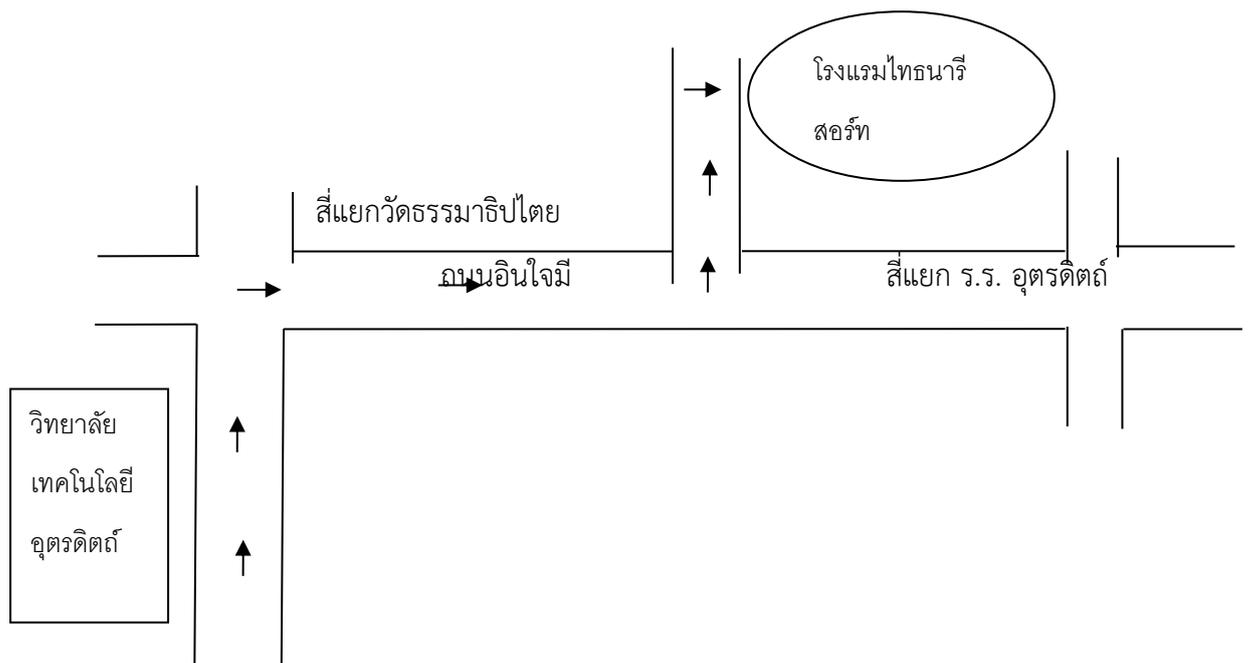 โรงแรมไทธนารี
สอร์ท
สี่แยกวัดธรรมาธิปไตย
ถนนอินใจมี
สี่แยก ร.ร. อุตรดิตถ์
วิทยาลัย
เทคโนโลยี
อุตรดิตถ์